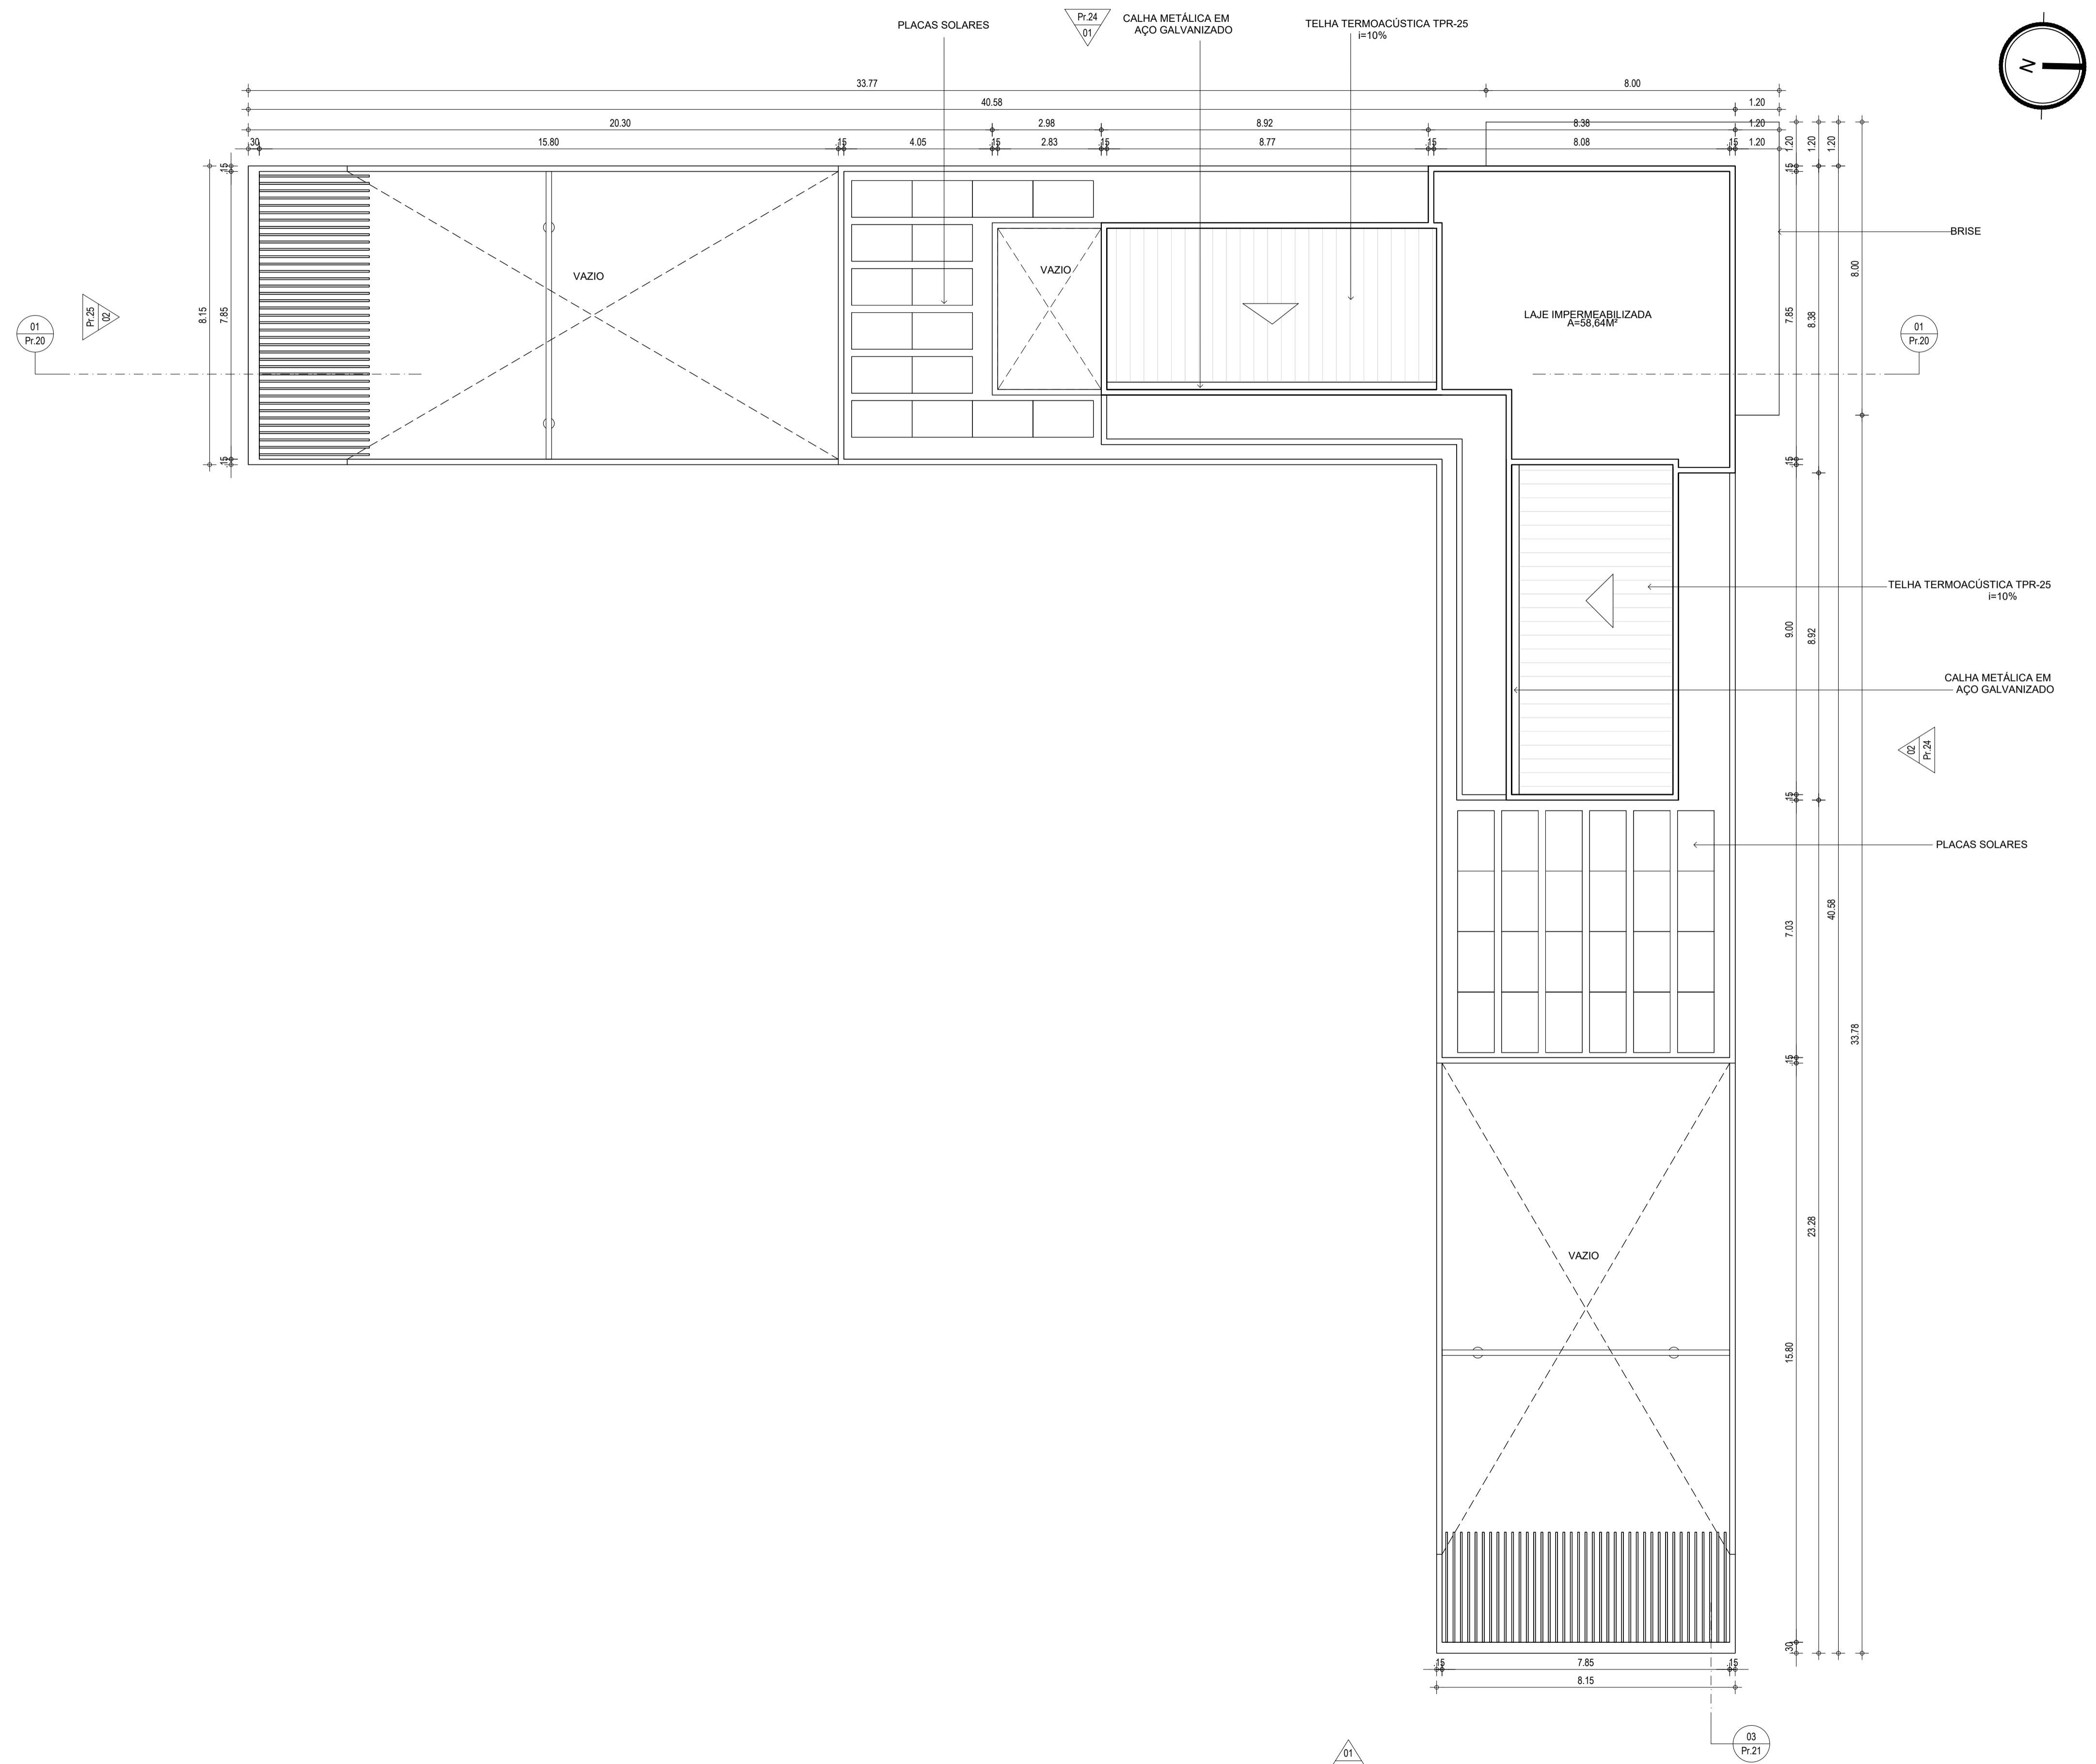 PLACAS SOLARES
Pr.24
01
CALHA METÁLICA EM
AÇO GALVANIZADO
TELHA TERMOACÚSTICA TPR-25
i=10%
N
33.77
8.00
40.58
1.20
20.30
2.98
8.92
8.38
1.20
.30
15.80
.15
4.05
.15
2.83
.15
8.77
.15
8.08
.15
1.20
1.20
1.20
1.20
.15
.15
8.15
7.85
.15
VAZIO
VAZIO
LAJE IMPERMEABILIZADA
A=58,64M²
BRISE
8.00
7.85
8.38
01
Pr.20
Pr.25
02
01
Pr.20
.15
TELHA TERMOACÚSTICA TPR-25
i=10%
9.00
8.92
CALHA METÁLICA EM
AÇO GALVANIZADO
02
Pr.24
.15
PLACAS SOLARES
7.03
40.58
33.78
.15
VAZIO
23.28
15.80
.30
.15
7.85
.15
8.15
03
Pr.21
01